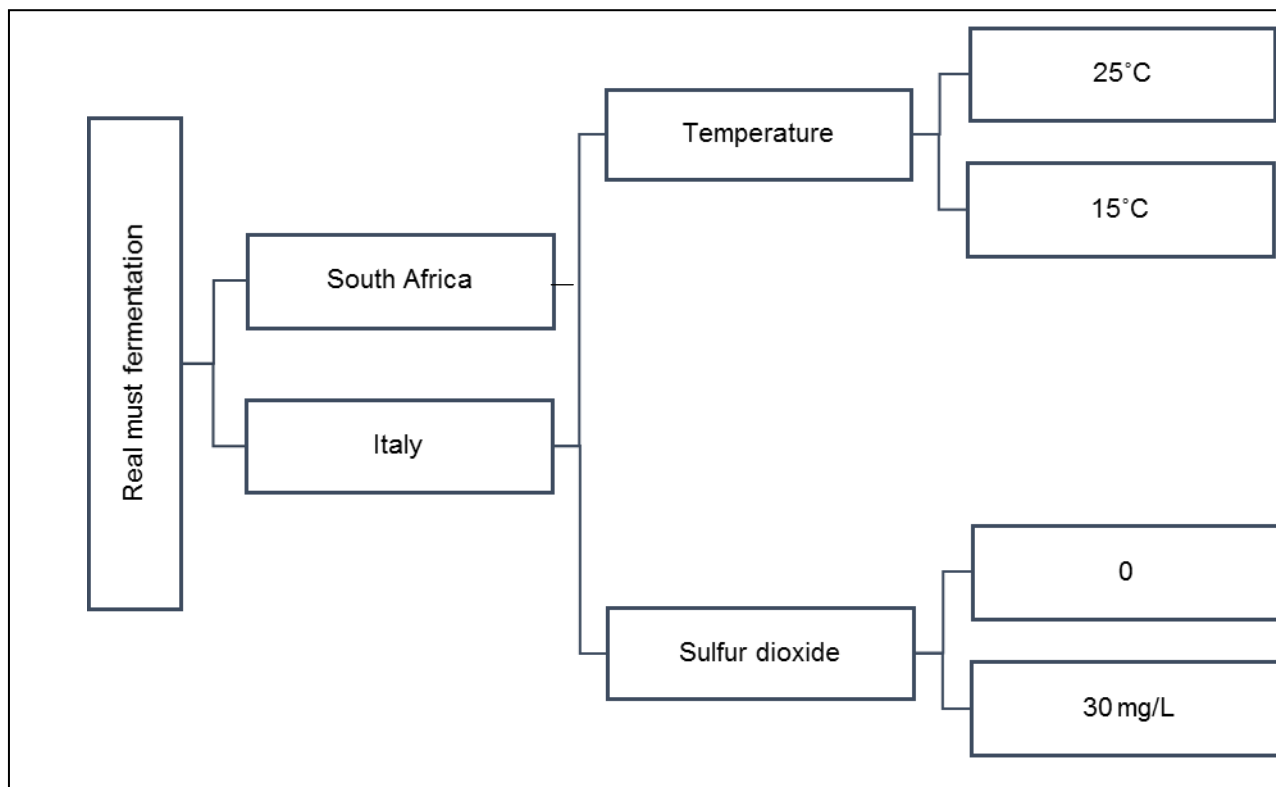 Real must fermentation
South Africa
Italy
Temperature
25˚C
15˚C
Sulfur dioxide
0
30 mg/L